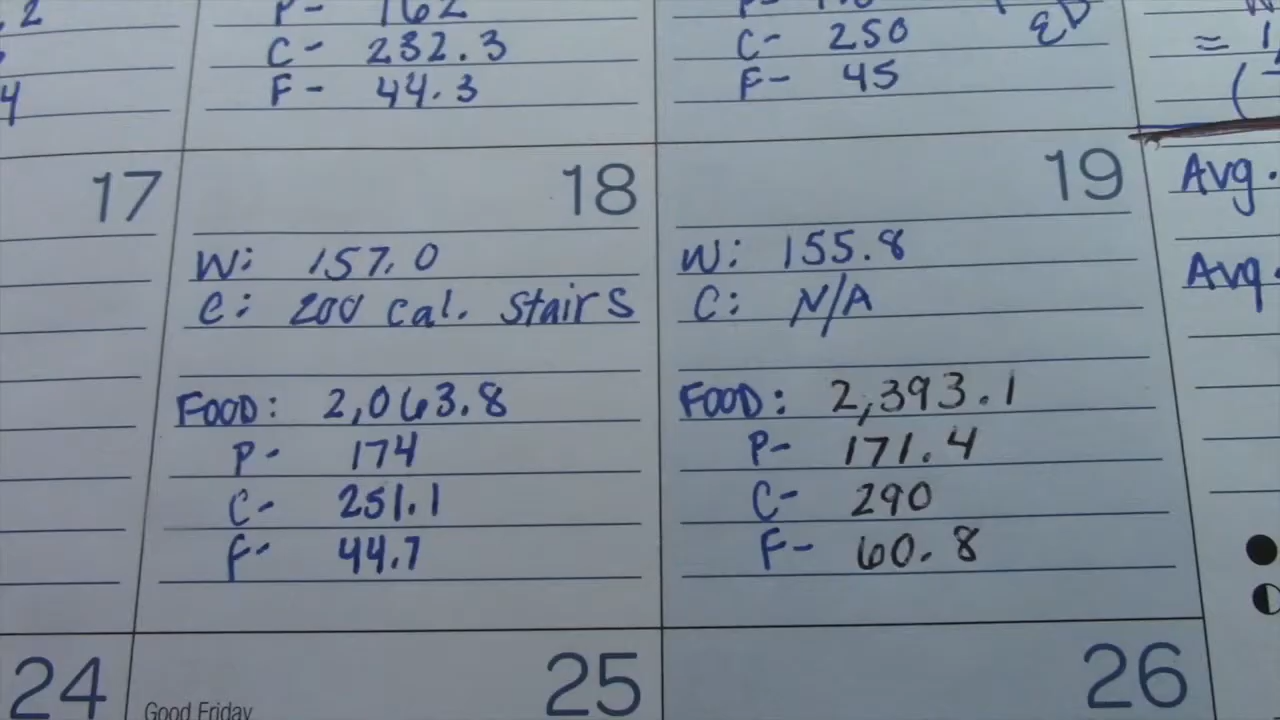 P- 162
C- 232.3
F- 44.3
C- 250
F- 45
17
18
W: 157.0
C: 200 cal. Stairs
FOOD: 2,063.8
P- 174
C- 251.1
F- 44.7
19
W: 155.8
C: N/A
FOOD: 2,393.1
P- 171.4
C- 290
F- 60.8
Avg.
Avg.
24
Good Friday
25
26